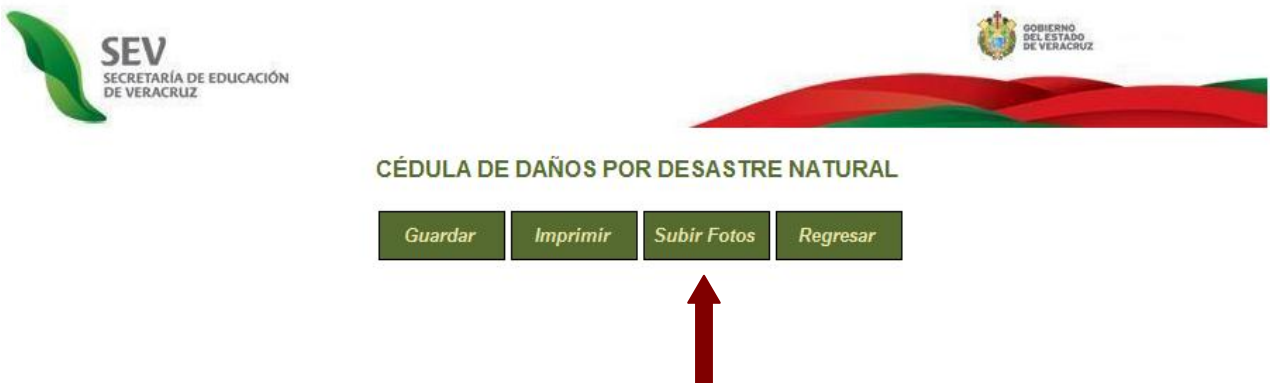 SEV
SECRETARÍA DE EDUCACIÓN
DE VERACRUZ
GOBIERNO
DEL ESTADO
DE VERACRUZ
CÉDULA DE DAÑOS POR DESASTRE NATURAL
Guardar
Imprimir
Subir Fotos
Regresar